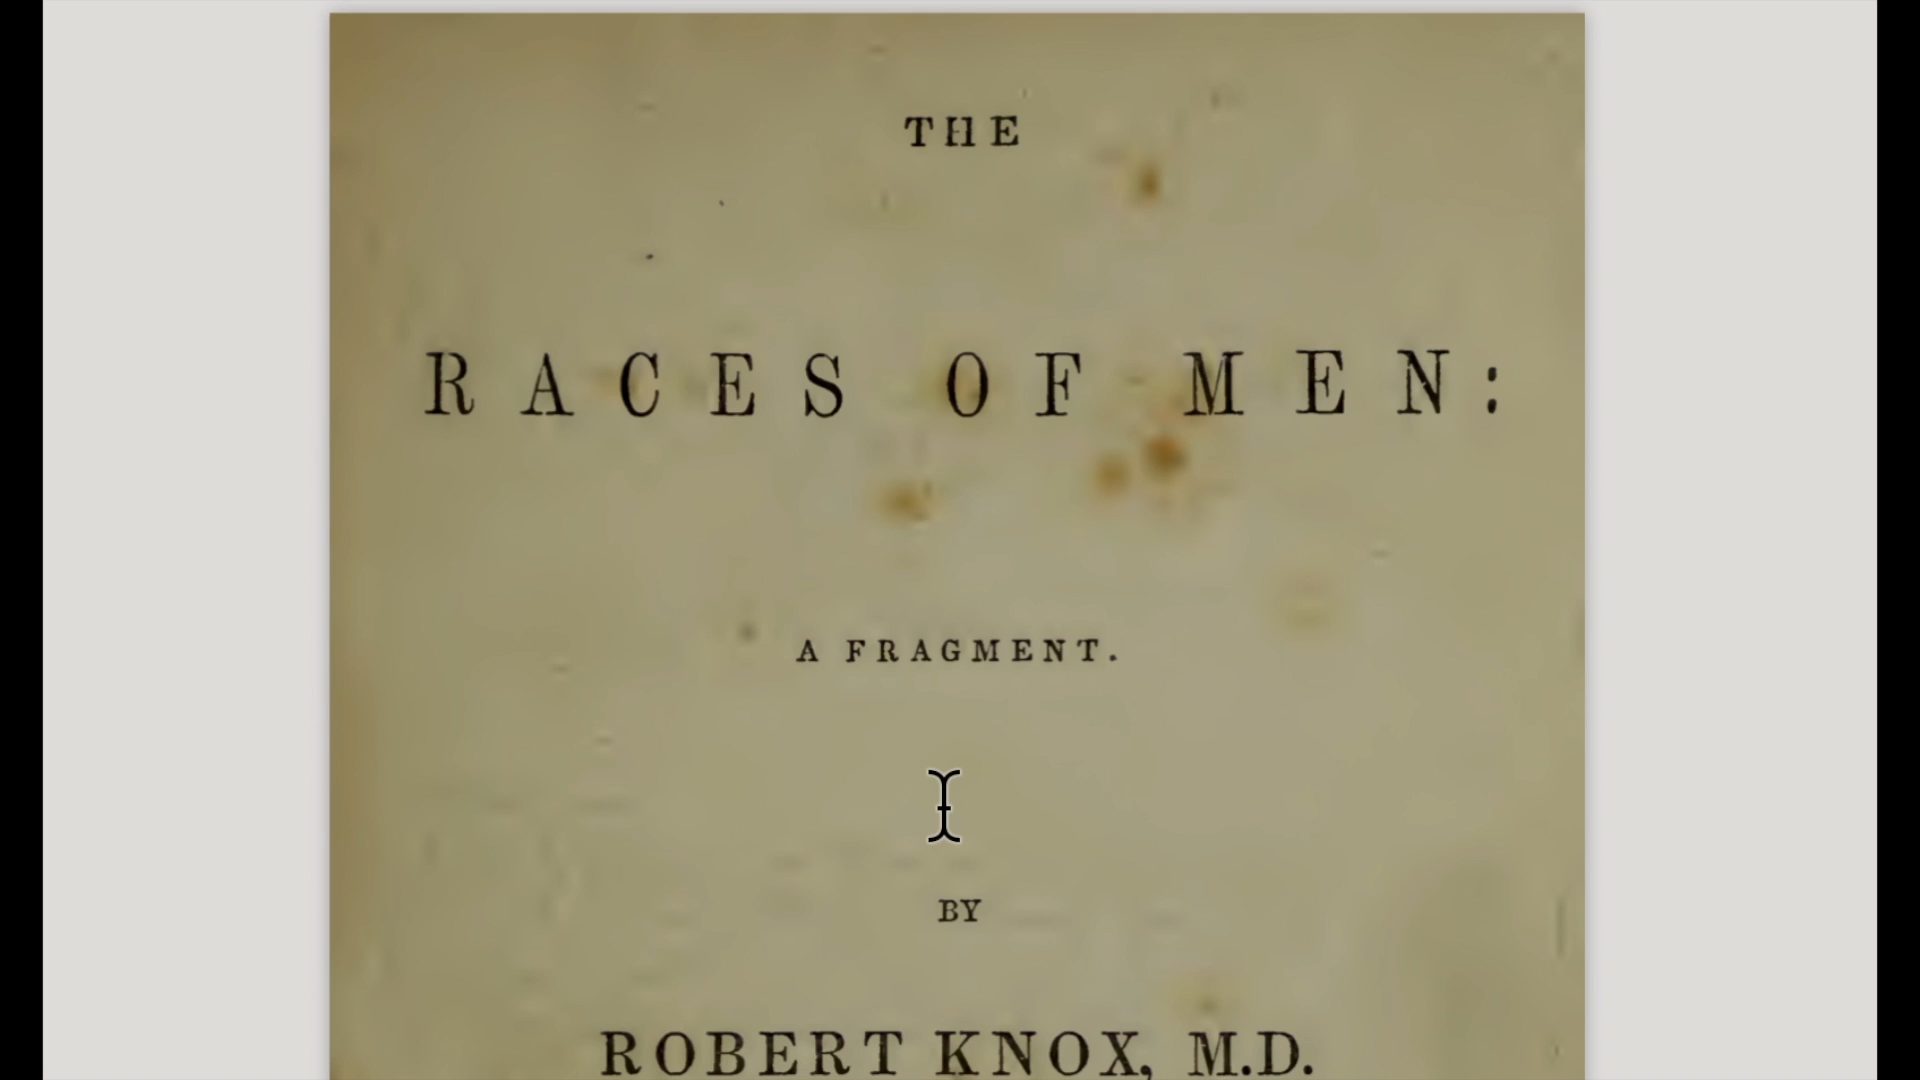 THE
RACES OF MEN:
A FRAGMENT.
BY
ROBERT KNOX, M.D.